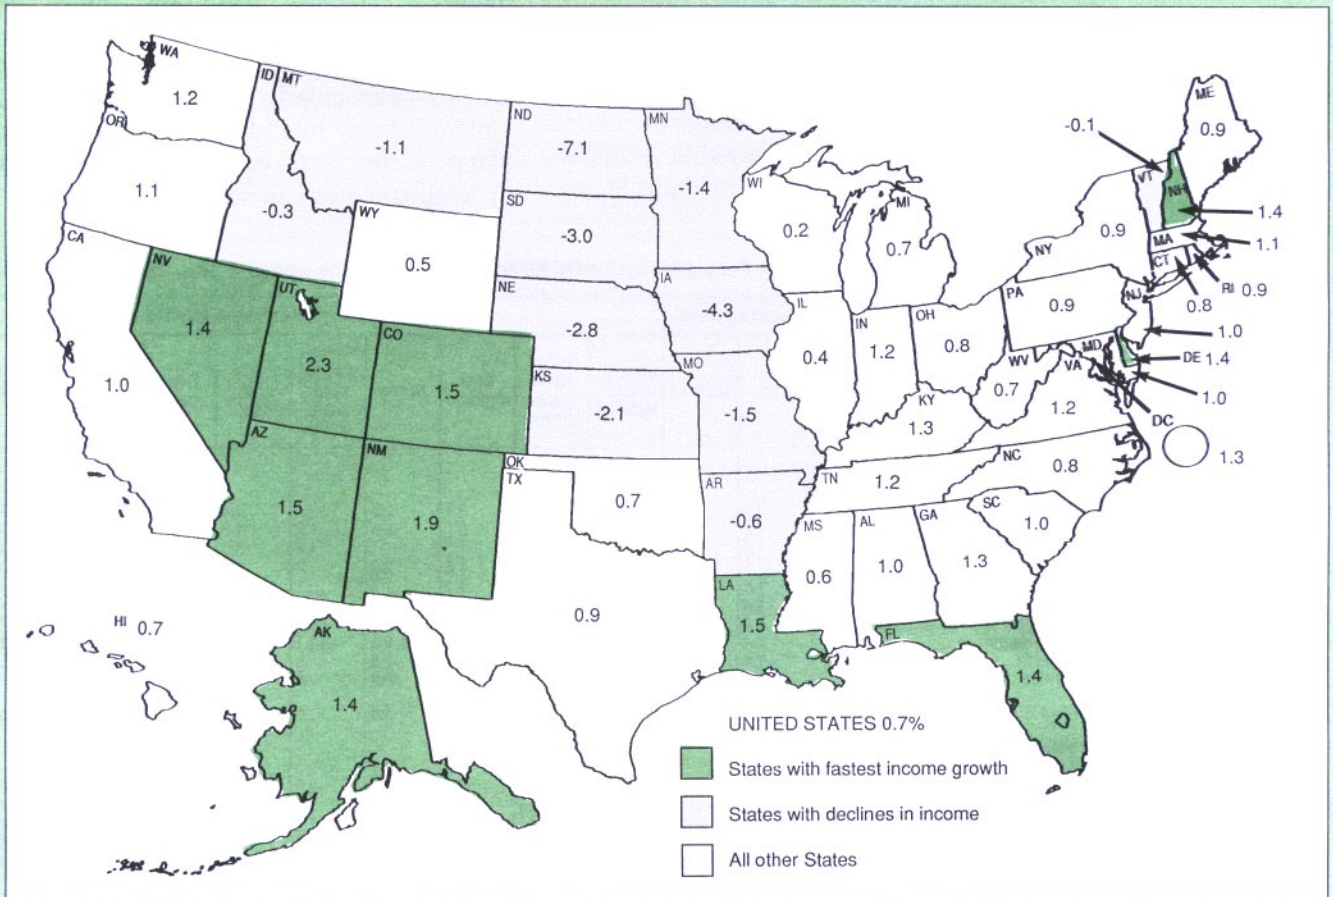 WA
1.2
OR
1.1
CA
1.0
ID
-0.3
MT
-1.1
WY
0.5
NV
1.4
UT
2.3
CO
1.5
AZ
1.5
NM
1.9
ND
-7.1
SD
-3.0
NE
-2.8
KS
-2.1
OK
0.7
TX
0.9
MN
-1.4
IA
-4.3
MO
-1.5
AR
-0.6
LA
1.5
WI
0.2
IL
0.4
MI
0.7
IN
1.2
OH
0.8
KY
1.3
TN
1.2
MS
0.6
AL
1.0
GA
1.3
FL
1.4
SC
1.0
NC
0.8
VA
1.2
WV
0.7
PA
0.9
NY
0.9
ME
0.9
-0.1
VT
NH
1.4
MA
1.1
CT
0.8
RI 0.9
NJ
1.0
DE 1.4
MD
1.0
DC
1.3
HI 0.7
AK
1.4
UNITED STATES 0.7%
States with fastest income growth
States with declines in income
All other States